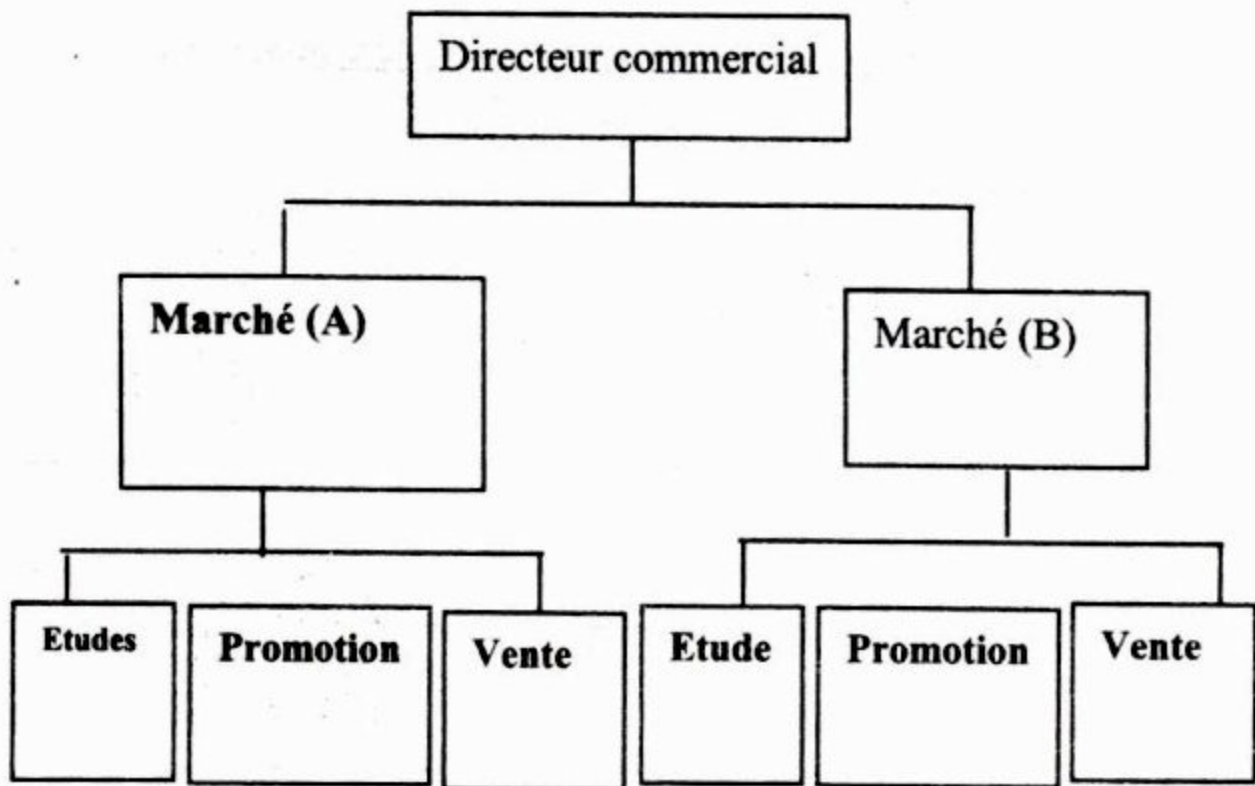 Directeur commercial
Marché (A)
Marché (B)
Etudes
Promotion
Vente
Etude
Promotion
Vente